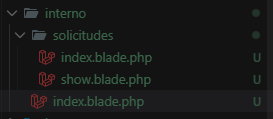 interno
solicitudes
index.blade.php U
show.blade.php U
index.blade.php U